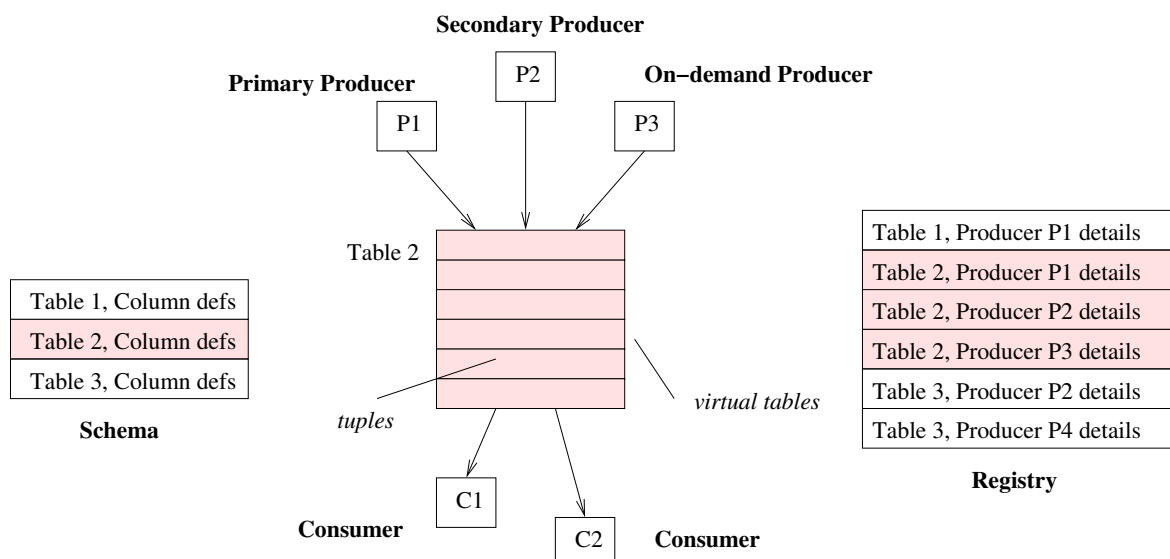 Secondary Producer
P2
On−demand Producer
Primary Producer
P1
P3
Table 2
Table 1, Column defs
Table 2, Column defs
Table 3, Column defs
Schema
tuples
virtual tables
Table 1, Producer P1 details
Table 2, Producer P1 details
Table 2, Producer P2 details
Table 2, Producer P3 details
Table 3, Producer P2 details
Table 3, Producer P4 details
Registry
C1
Consumer
C2
Consumer